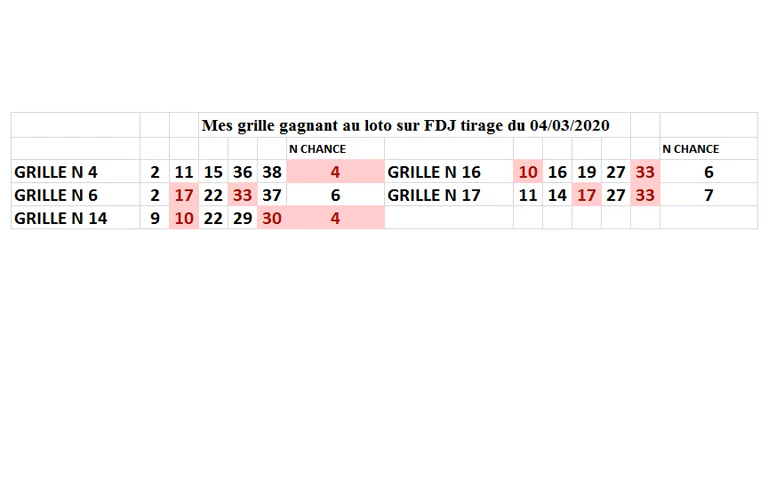 Mes grille gagnant au loto sur FDJ tirage du 04/03/2020
N CHANCE N CHANCE
GRILLE N 4 2 11 15 36 38 4 GRILLE N 16 10 16 19 27 33 6
GRILLE N 6 2 17 22 33 37 6 GRILLE N 17 11 14 17 27 33 7
GRILLE N 14 9 10 22 29 30 4